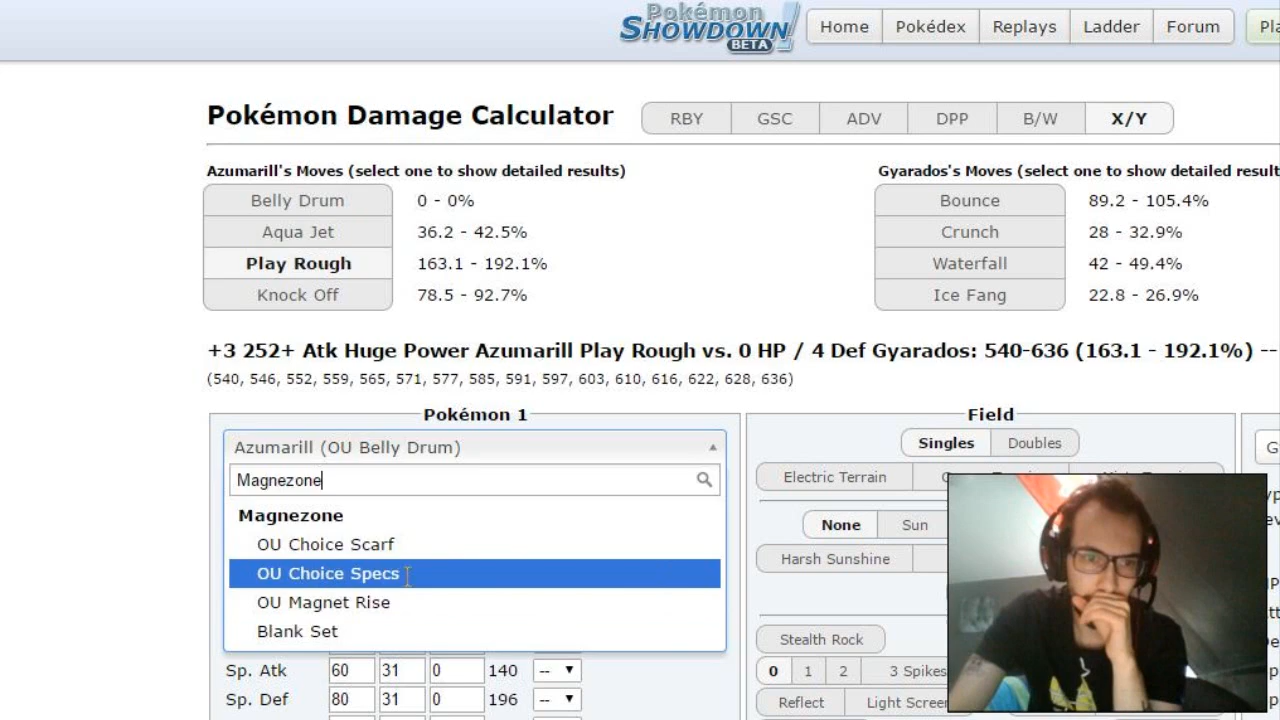 Pokémon
SHOWDOWN!
BETA
Home Pokédex Replays Ladder Forum
Pokémon Damage Calculator RBY GSC ADV DPP B/W X/Y
Azumarill's Moves (select one to show detailed results)
Belly Drum 0 - 0%
Aqua Jet 36.2 - 42.5%
Play Rough 163.1 - 192.1%
Knock Off 78.5 - 92.7%
Gyarados's Moves (select one to show detailed result
Bounce 89.2 - 105.4%
Crunch 28 - 32.9%
Waterfall 42 - 49.4%
Ice Fang 22.8 - 26.9%
+3 252+ Atk Huge Power Azumarill Play Rough vs. 0 HP / 4 Def Gyarados: 540-636 (163.1 - 192.1%) --
(540, 546, 552, 559, 565, 571, 577, 585, 591, 597, 603, 610, 616, 622, 628, 636)
Pokémon 1
Azumarill (OU Belly Drum)
Magnezone
Magnezone
OU Choice Scarf
OU Choice Specs
OU Magnet Rise
Blank Set
Sp. Atk 60 31 0 140 --
Sp. Def 80 31 0 196 --
Field
Singles Doubles
Electric Terrain
None Sun
Harsh Sunshine
Stealth Rock
0 1 2 3 Spikes
Reflect Light Screen